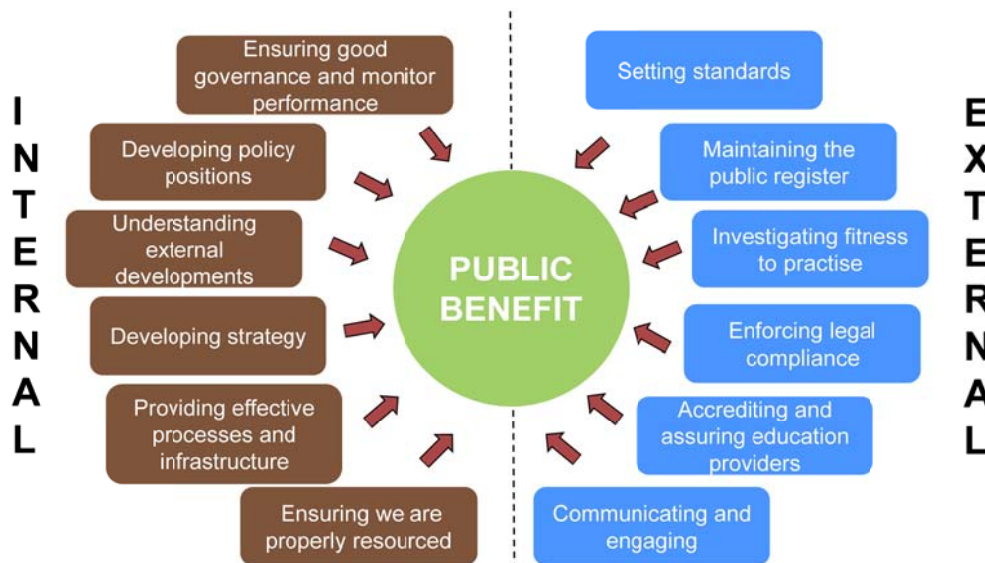 INTERNAL
Ensuring good
governance and monitor
performance
Developing policy
positions
Understanding
external
developments
Developing strategy
Providing effective
processes and
infrastructure
Ensuring we are
properly resourced
PUBLIC
BENEFIT
Setting standards
Maintaining the
public register
Investigating fitness
to practise
Enforcing legal
compliance
Accrediting and
assuring education
providers
Communicating and
engaging
EXTERNAL